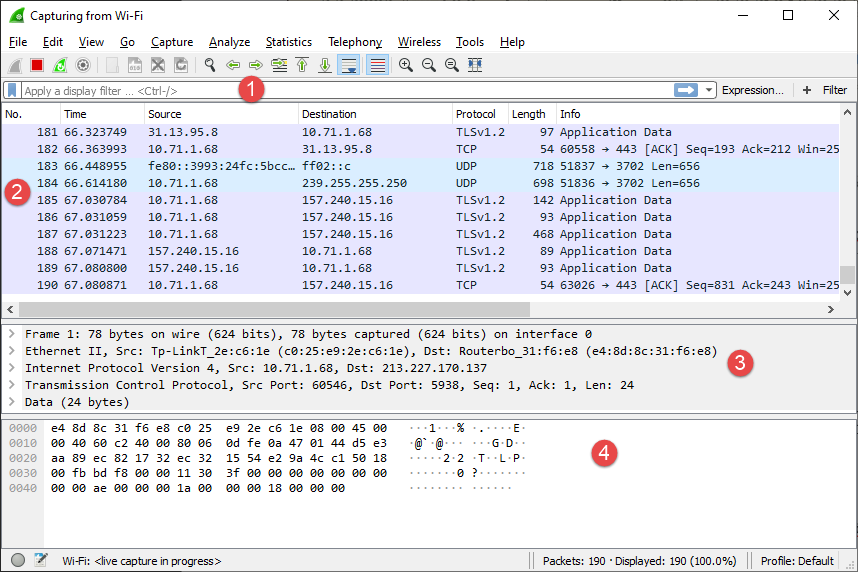 Capturing from Wi-Fi
File Edit View Go Capture Analyze Statistics Telephony Wireless Tools Help
Apply a display filter ... <Ctrl-/> Expression... + Filter
1
No. Time Source Destination Protocol Length Info
181 66.323749 31.13.95.8 10.71.1.68 TLSv1.2 97 Application Data
182 66.363993 10.71.1.68 31.13.95.8 TCP 54 60558 → 443 [ACK] Seq=193 Ack=212 Win=25
183 66.448955 fe80::3993:24fc:5bcc… ff02::c UDP 718 51837 → 3702 Len=656
184 66.614180 10.71.1.68 239.255.255.250 UDP 698 51836 → 3702 Len=656
2
185 67.030784 10.71.1.68 157.240.15.16 TLSv1.2 142 Application Data
186 67.031059 10.71.1.68 157.240.15.16 TLSv1.2 93 Application Data
187 67.031223 10.71.1.68 157.240.15.16 TLSv1.2 468 Application Data
188 67.071471 157.240.15.16 10.71.1.68 TLSv1.2 89 Application Data
189 67.080800 157.240.15.16 10.71.1.68 TLSv1.2 93 Application Data
190 67.080871 10.71.1.68 157.240.15.16 TCP 54 63026 → 443 [ACK] Seq=831 Ack=243 Win=25
Frame 1: 78 bytes on wire (624 bits), 78 bytes captured (624 bits) on interface 0
Ethernet II, Src: Tp-LinkT_2e:c6:1e (c0:25:e9:2e:c6:1e), Dst: Routerbo_31:f6:e8 (e4:8d:8c:31:f6:e8)
Internet Protocol Version 4, Src: 10.71.1.68, Dst: 213.227.170.137
3
Transmission Control Protocol, Src Port: 60546, Dst Port: 5938, Seq: 1, Ack: 1, Len: 24
Data (24 bytes)
0000 e4 8d 8c 31 f6 e8 c0 25 e9 2e c6 1e 08 00 45 00 ···1···% ·.····E·
0010 00 40 60 c2 40 00 80 06 0d fe 0a 47 01 44 d5 e3 ·@`·@··· ···G·D··
0020 aa 89 ec 82 17 32 ec 32 15 54 e2 9a 4c c1 50 18 ·····2·2 ·T··L·P·
0030 00 fb bd f8 00 00 11 30 3f 00 00 00 00 00 00 00 ·······0 ?·······
0040 00 00 ae 00 00 00 1a 00 00 00 18 00 00 00 ········ ······
4
Wi-Fi: <live capture in progress> Packets: 190 · Displayed: 190 (100.0%) Profile: Default